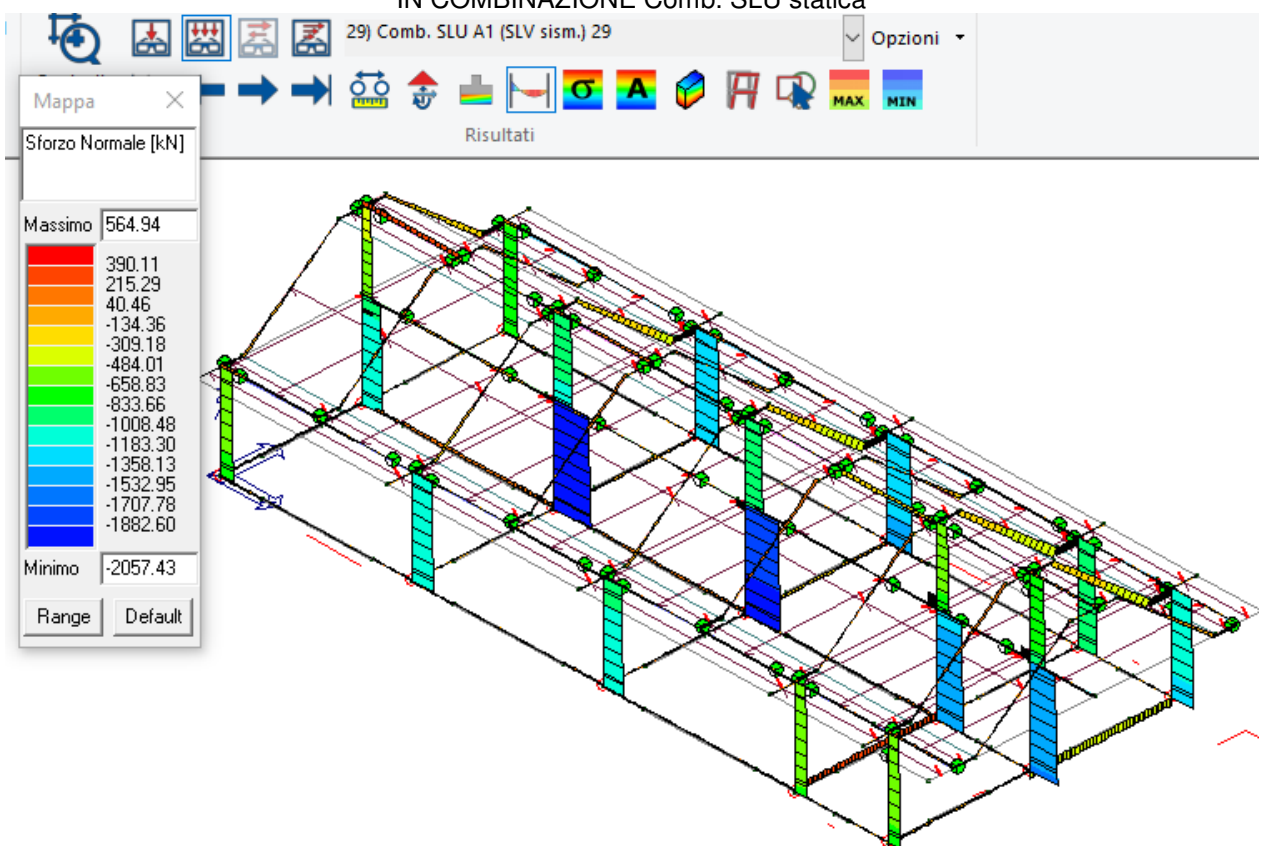 IN COMBINAZIONE Comb. SLU statica
29) Comb. SLU A1 (SLV sism.) 29
Opzioni
σ
A
MAX
MIN
Risultati
Mappa
Sforzo Normale [kN]
Massimo 564.94
390.11
215.29
40.46
-134.36
-309.18
-484.01
-658.83
-833.66
-1008.48
-1183.30
-1358.13
-1532.95
-1707.78
-1882.60
Minimo -2057.43
Range Default